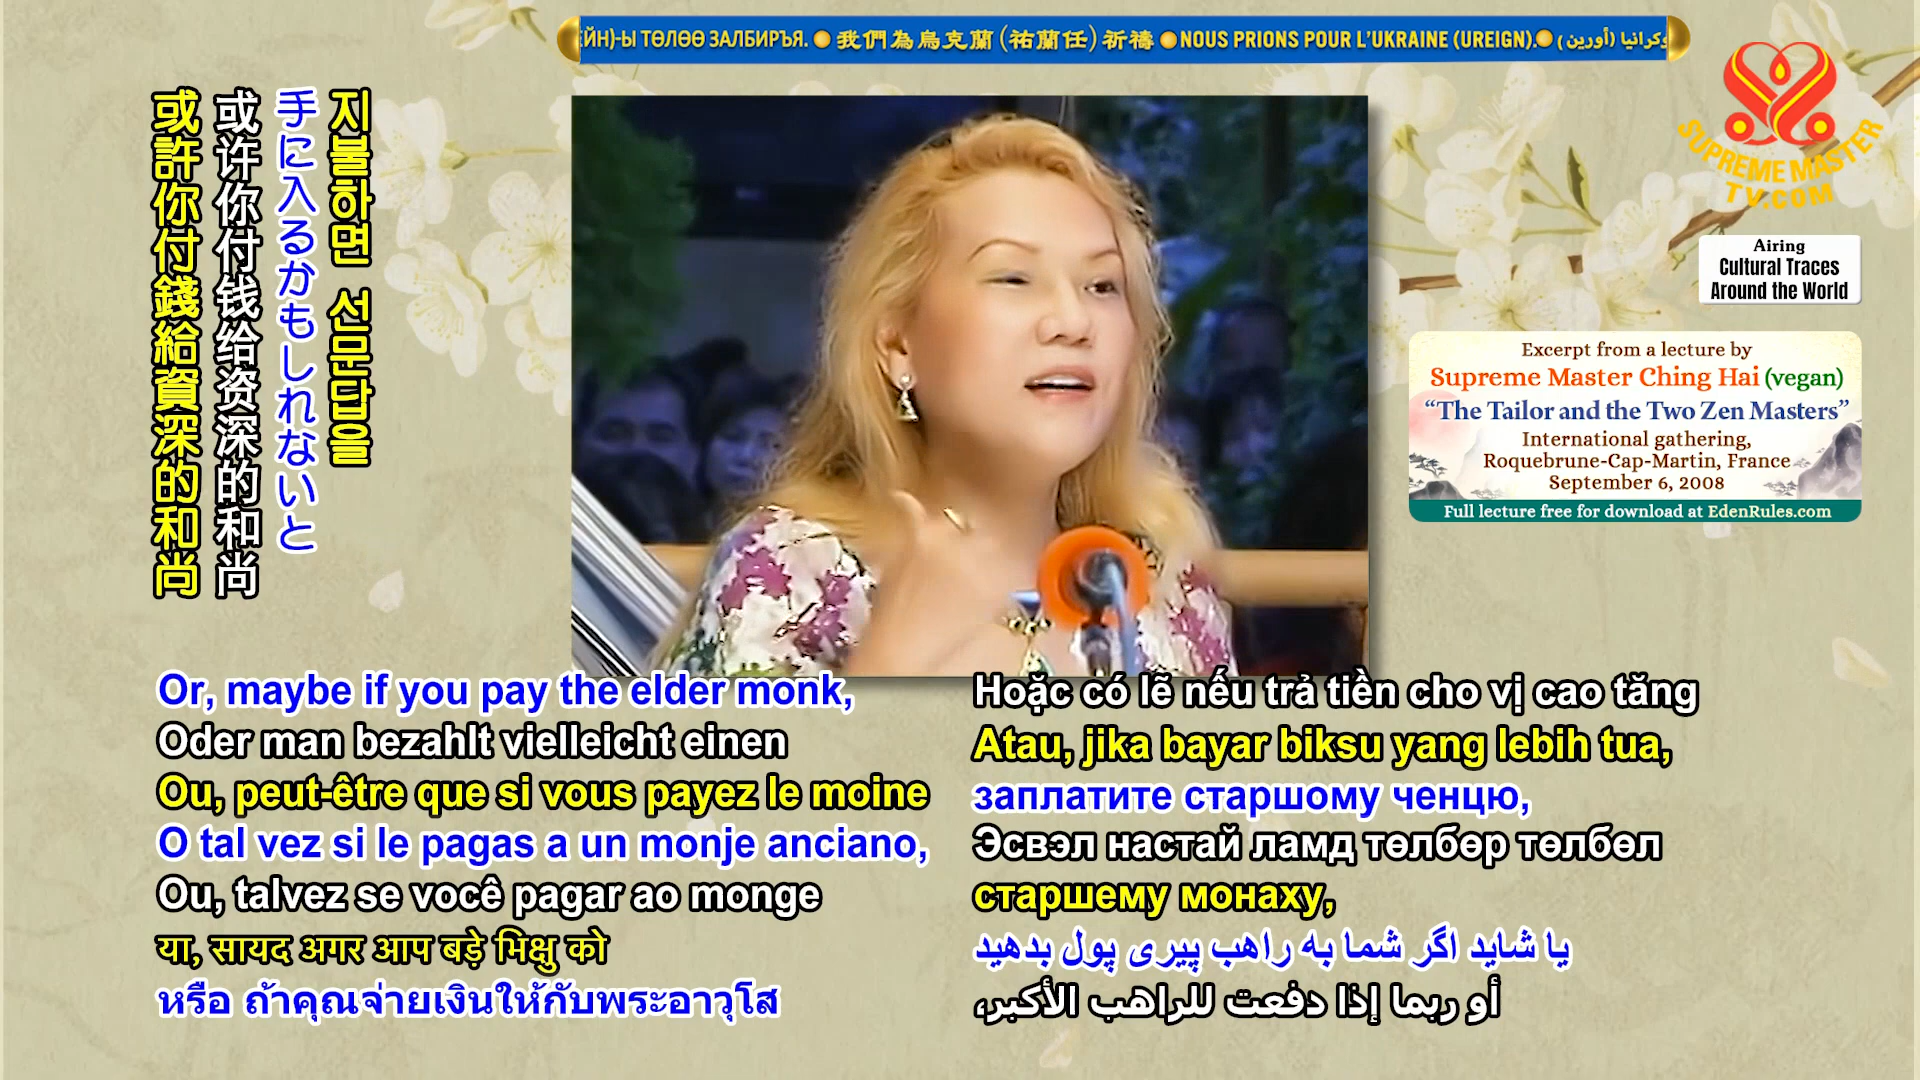 ЕЙН)-Ы ТӨЛӨӨ ЗАЛБИРЪЯ. 我們為烏克蘭(祐蘭任)祈禱 NOUS PRIONS POUR L'UKRAINE (UREIGN). وكرانيا (أورين)
SUPREME MASTER
TV.COM
Airing
Cultural Traces
Around the World
Excerpt from a lecture by
Supreme Master Ching Hai (vegan)
“The Tailor and the Two Zen Masters”
International gathering,
Roquebrune-Cap-Martin, France
September 6, 2008
Full lecture free for download at EdenRules.com
지불하면 선문답을
手に入るかもしれないと
或许你付钱给资深的和尚
或許你付錢給資深的和尚
Or, maybe if you pay the elder monk,
Oder man bezahlt vielleicht einen
Ou, peut-être que si vous payez le moine
O tal vez si le pagas a un monje anciano,
Ou, talvez se você pagar ao monge
या, सायद अगर आप बड़े भिक्षु को
หรือ ถ้าคุณจ่ายเงินให้กับพระอาวุโส
Hoặc có lẽ nếu trả tiền cho vị cao tăng
Atau, jika bayar biksu yang lebih tua,
заплатите старшому ченцю,
Эсвэл настай ламд төлбөр төлбөл
старшему монаху,
یا شاید اگر شما به راهب پیری پول بدهید
أو ربما إذا دفعت للراهب الأكبر،